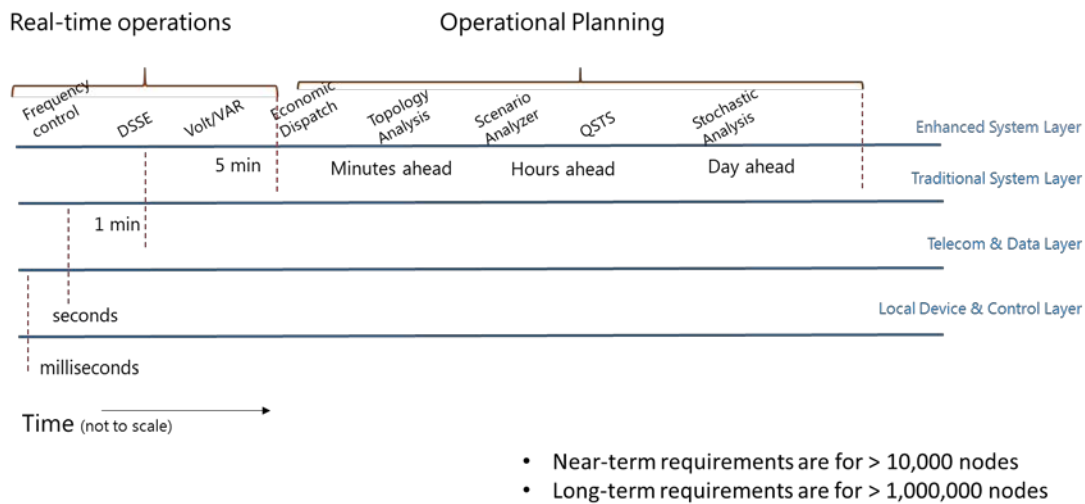 Real-time operations
Operational Planning
Frequency
control
DSSE
Volt/VAR
Economic
Dispatch
Topology
Analysis
Scenario
Analyzer
QSTS
Stochastic
Analysis
Enhanced System Layer
5 min
Minutes ahead
Hours ahead
Day ahead
Traditional System Layer
1 min
Telecom & Data Layer
seconds
Local Device & Control Layer
milliseconds
Time (not to scale)
• Near-term requirements are for > 10,000 nodes
• Long-term requirements are for > 1,000,000 nodes